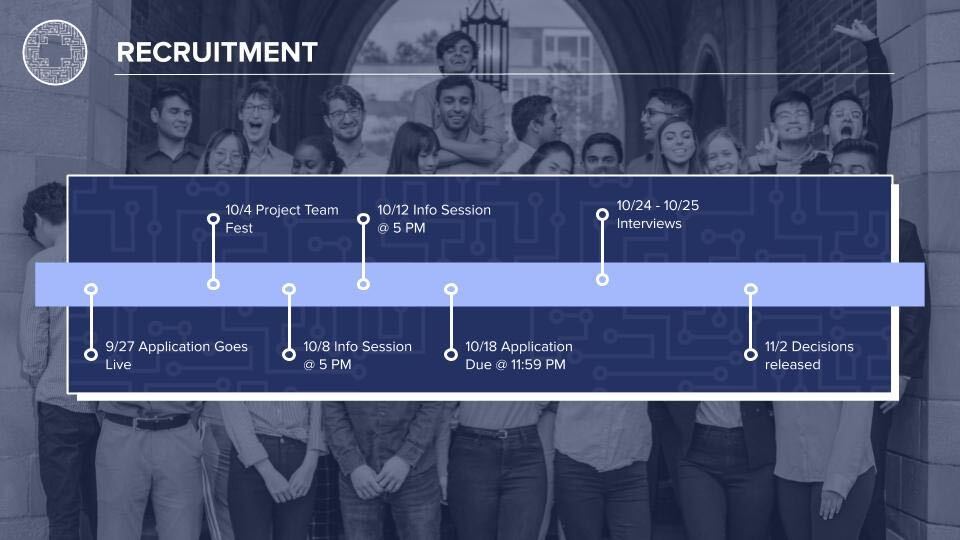 RECRUITMENT
10/4 Project Team
Fest
10/12 Info Session
@ 5 PM
10/24 - 10/25
Interviews
9/27 Application Goes
Live
10/8 Info Session
@ 5 PM
10/18 Application
Due @ 11:59 PM
11/2 Decisions
released